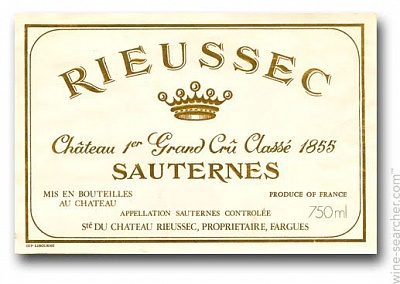 RIEUSSEC
Château 1er Grand Crû Classé 1855
SAUTERNES
MIS EN BOUTEILLES
AU CHATEAU
PRODUCE OF FRANCE
APPELLATION SAUTERNES CONTROLÉE
750ml
Sté DU CHATEAU RIEUSSEC, PROPRIETAIRE, FARGUES
wine-searcher.com